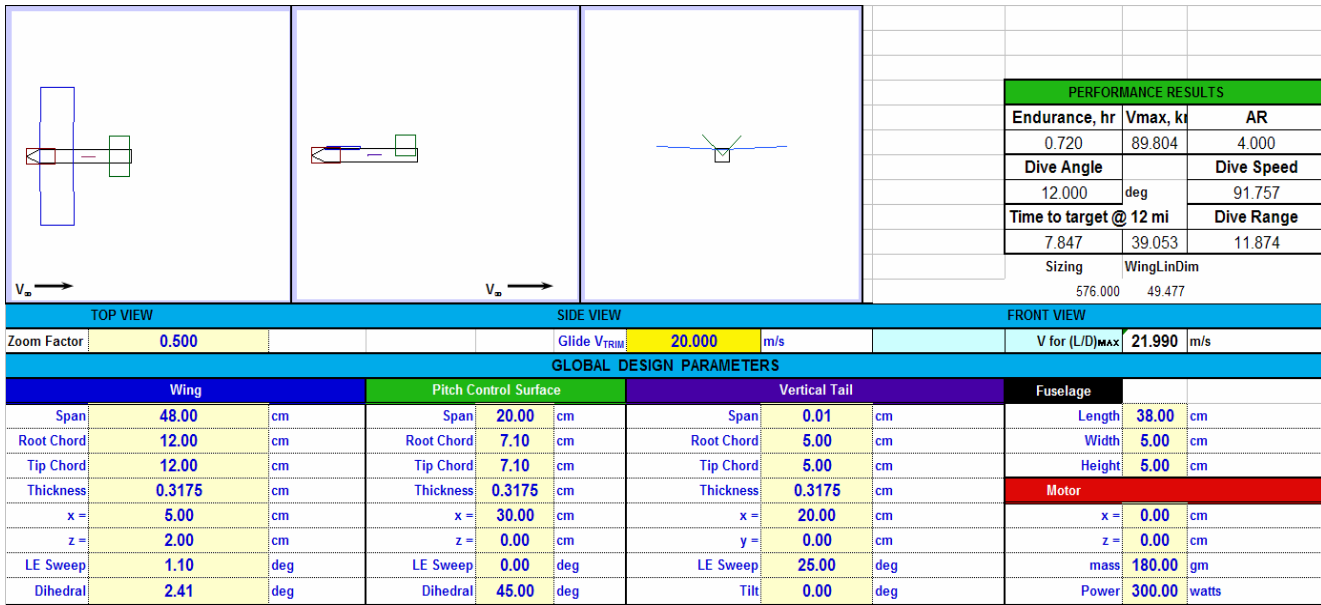 PERFORMANCE RESULTS
Endurance, hr Vmax, k AR
0.720 89.804 4.000
Dive Angle Dive Speed
12.000 deg 91.757
Time to target @ 12 mi Dive Range
7.847 39.053 11.874
Sizing WingLinDim
576.000 49.477
V∞ V∞
TOP VIEW SIDE VIEW FRONT VIEW
Zoom Factor 0.500 Glide VTRIM 20.000 m/s V for (L/D)MAX 21.990 m/s
GLOBAL DESIGN PARAMETERS
Wing Pitch Control Surface Vertical Tail Fuselage
Span 48.00 cm Span 20.00 cm Span 0.01 cm Length 38.00 cm
Root Chord 12.00 cm Root Chord 7.10 cm Root Chord 5.00 cm Width 5.00 cm
Tip Chord 12.00 cm Tip Chord 7.10 cm Tip Chord 5.00 cm Height 5.00 cm
Thickness 0.3175 cm Thickness 0.3175 cm Thickness 0.3175 cm Motor
x = 5.00 cm x = 30.00 cm x = 20.00 cm x = 0.00 cm
z = 2.00 cm z = 0.00 cm y = 0.00 cm z = 0.00 cm
LE Sweep 1.10 deg LE Sweep 0.00 deg LE Sweep 25.00 deg mass 180.00 gm
Dihedral 2.41 deg Dihedral 45.00 deg Tilt 0.00 deg Power 300.00 watts